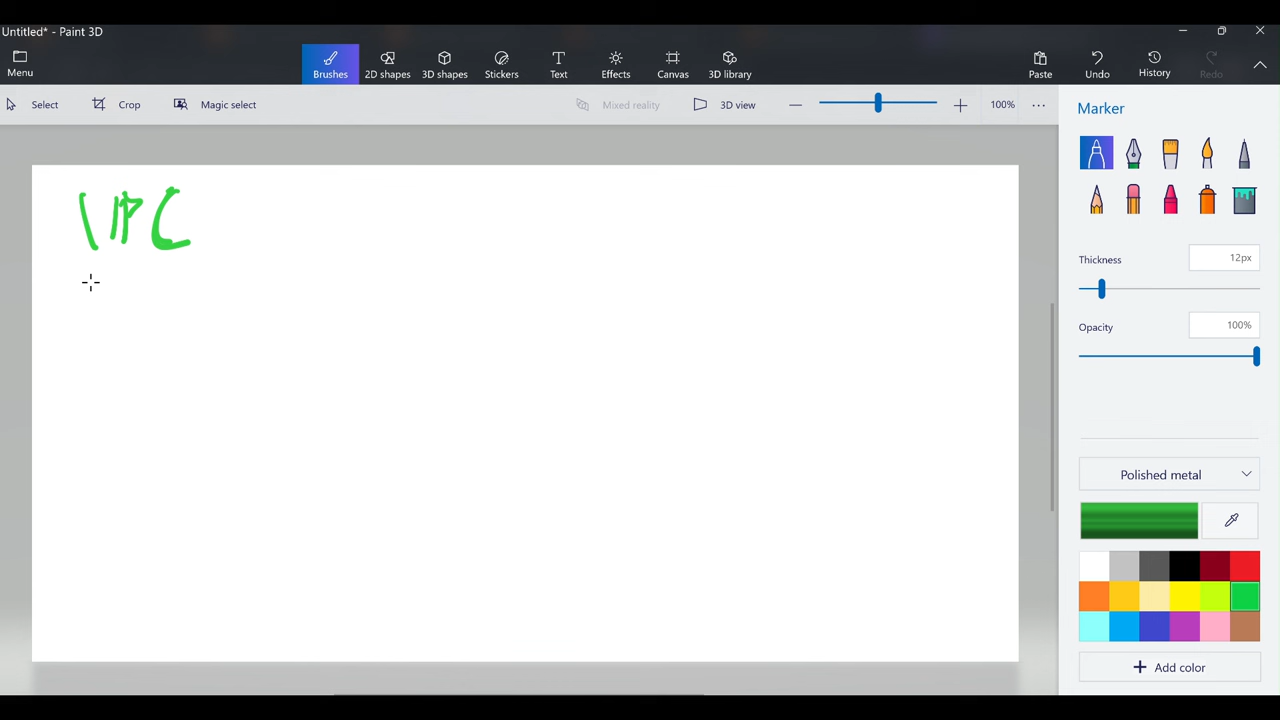 Untitled* - Paint 3D
Menu
Brushes
2D shapes
3D shapes
Stickers
Text
Effects
Canvas
3D library
Paste
Undo
History
Redo
Select
Crop
Magic select
Mixed reality
3D view
100%
Marker
VPC
Thickness
12px
Opacity
100%
Polished metal
Add color